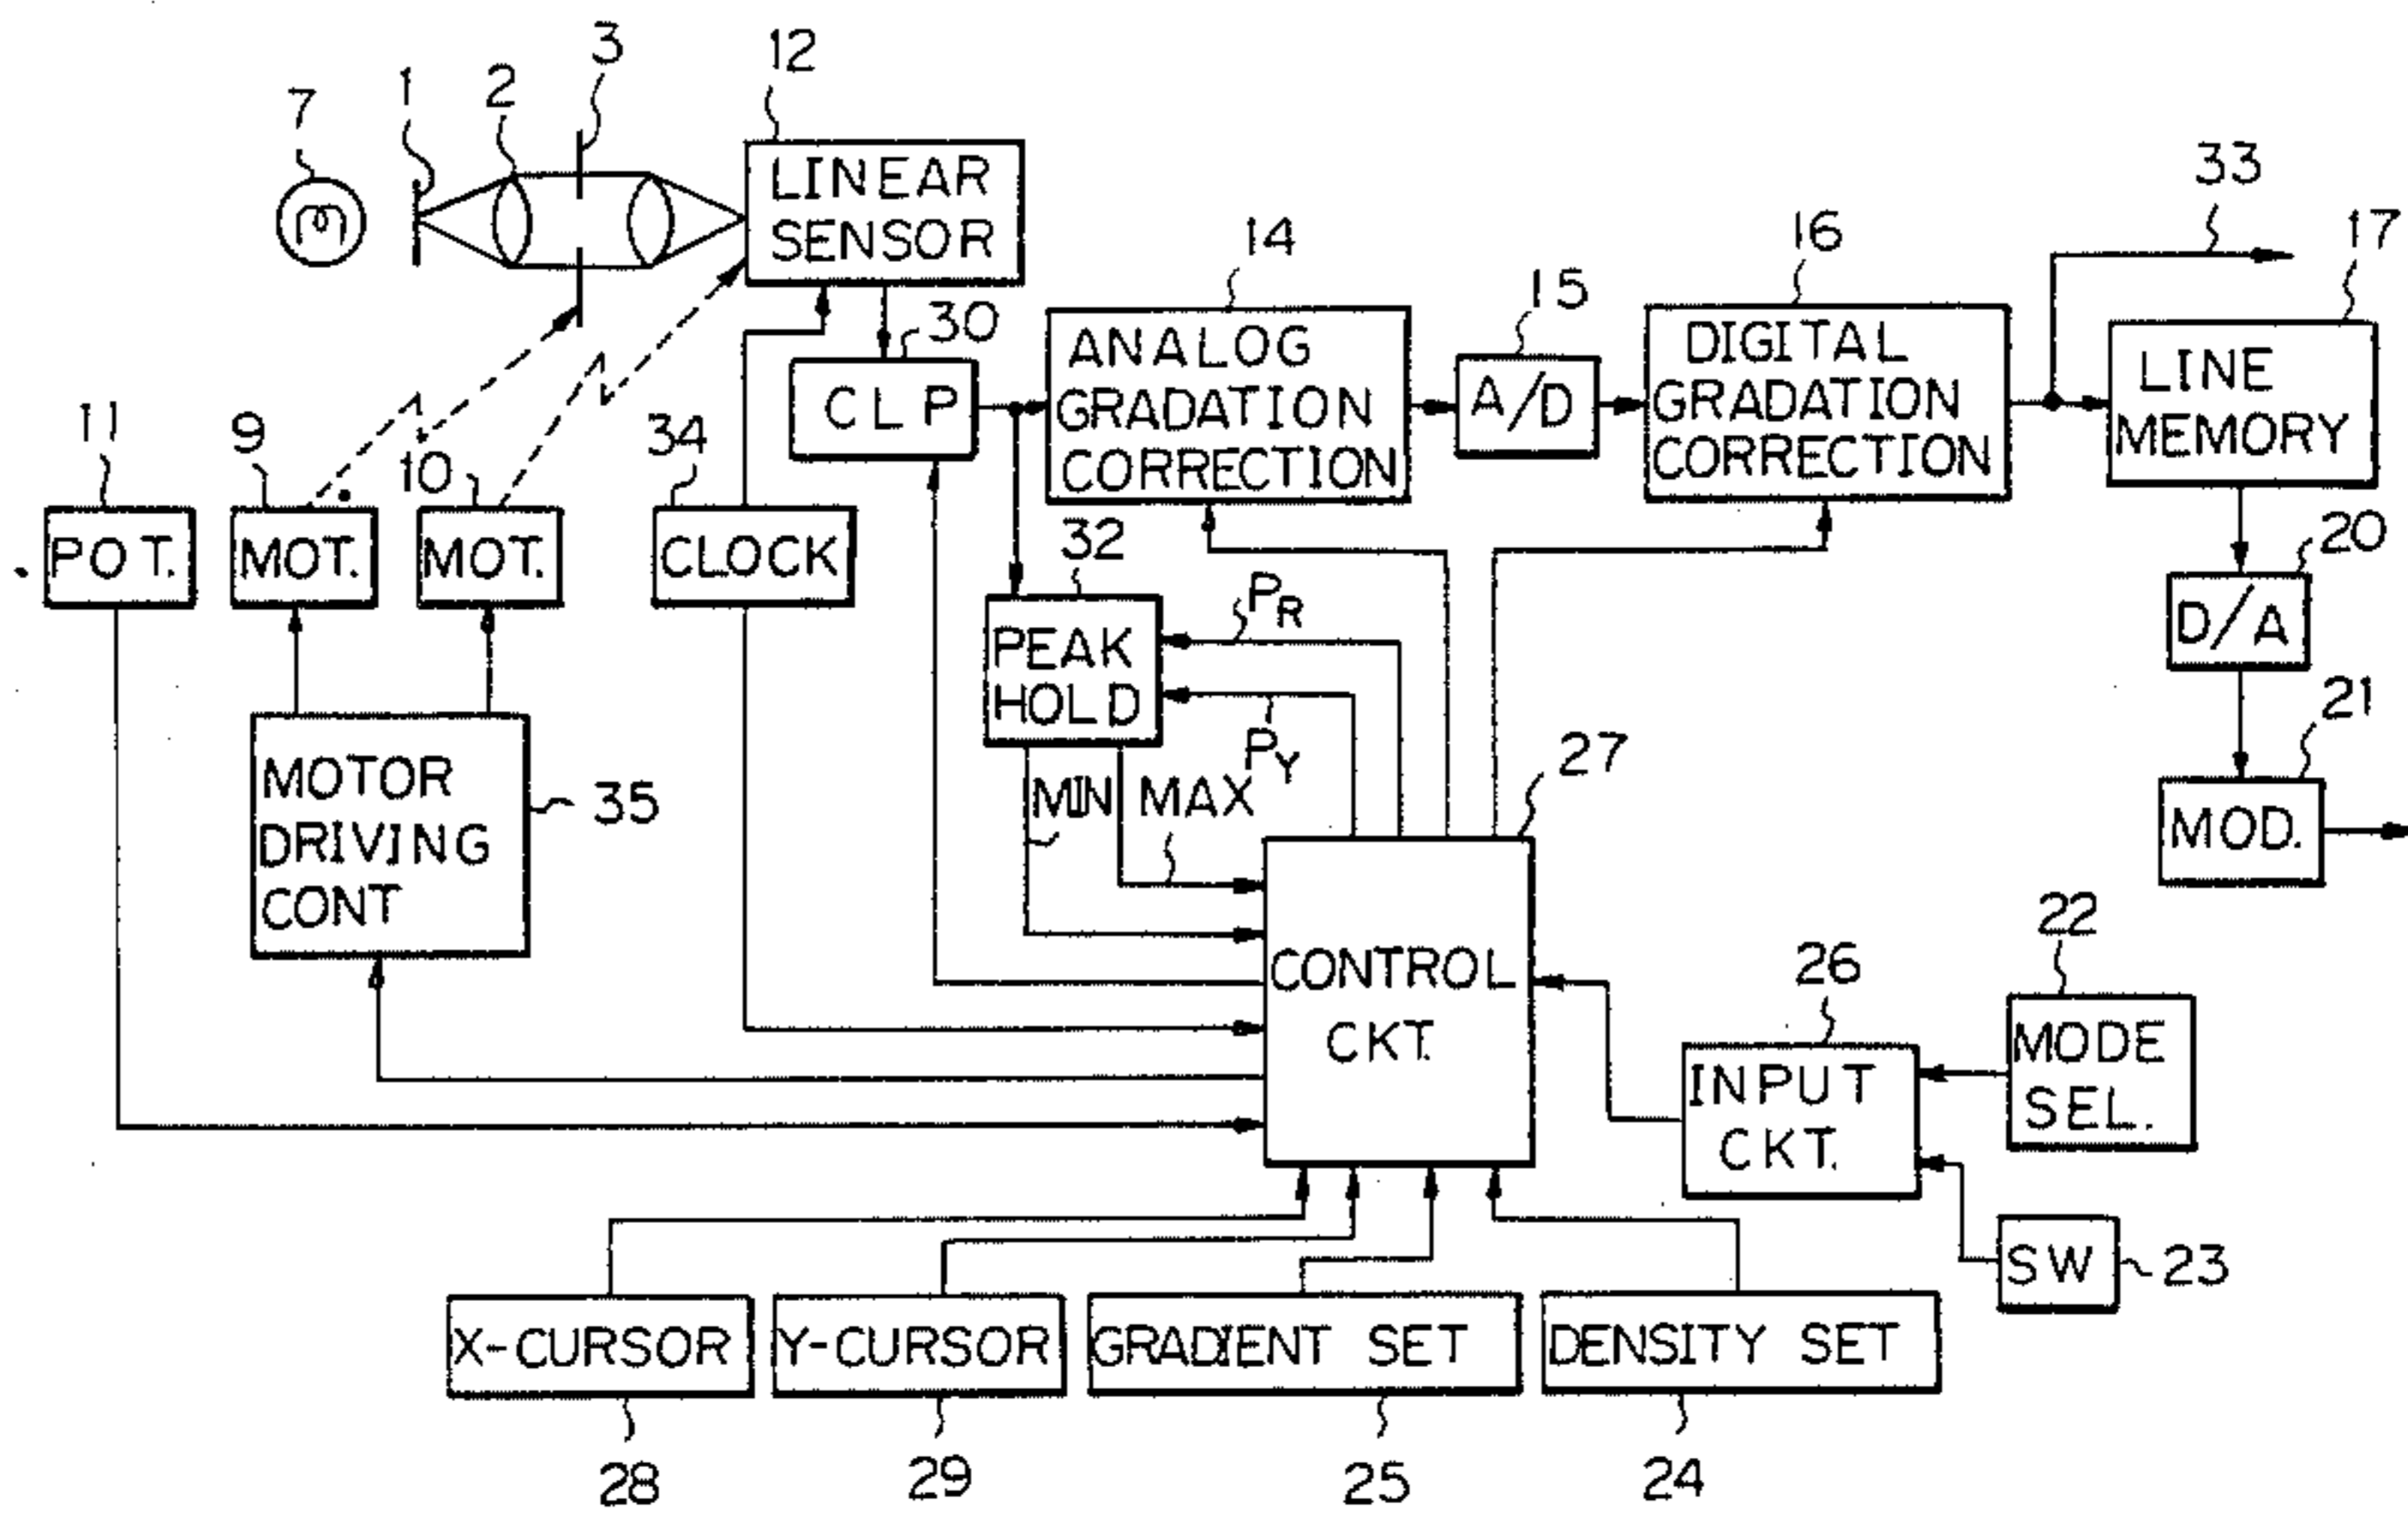 3
12
1
2
7
LINEAR
SENSOR
33
14
16
17
15
30
ANALOG
GRADATION
CORRECTION
A/D
DIGITAL
GRADATION
CORRECTION
LINE
MEMORY
CLP
11
9
10
34
POT.
MOT.
MOT.
CLOCK
32
20
PR
D/A
PEAK
HOLD
PY
21
27
MIN
MAX
MOTOR
DRIVING
CONT
35
MOD.
22
26
CONTROL
CKT.
MODE
SEL.
INPUT
CKT.
SW
23
X-CURSOR
Y-CURSOR
GRADIENT SET
DENSITY SET
28
29
25
24